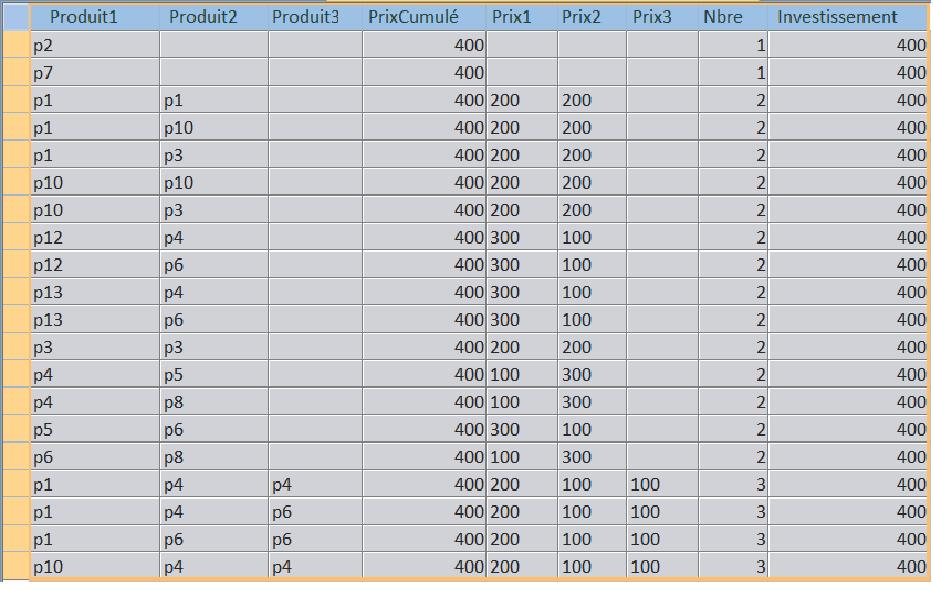 Produit1 Produit2 Produit3 PrixCumulé Prix1 Prix2 Prix3 Nbre Investissement
p2 400 1 400
p7 400 1 400
p1 p1 400 200 200 2 400
p1 p10 400 200 200 2 400
p1 p3 400 200 200 2 400
p10 p10 400 200 200 2 400
p10 p3 400 200 200 2 400
p12 p4 400 300 100 2 400
p12 p6 400 300 100 2 400
p13 p4 400 300 100 2 400
p13 p6 400 300 100 2 400
p3 p3 400 200 200 2 400
p4 p5 400 100 300 2 400
p4 p8 400 100 300 2 400
p5 p6 400 300 100 2 400
p6 p8 400 100 300 2 400
p1 p4 p4 400 200 100 100 3 400
p1 p4 p6 400 200 100 100 3 400
p1 p6 p6 400 200 100 100 3 400
p10 p4 p4 400 200 100 100 3 400